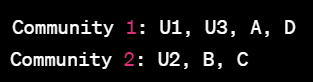 Community 1: U1, U3, A, D
Community 2: U2, B, C